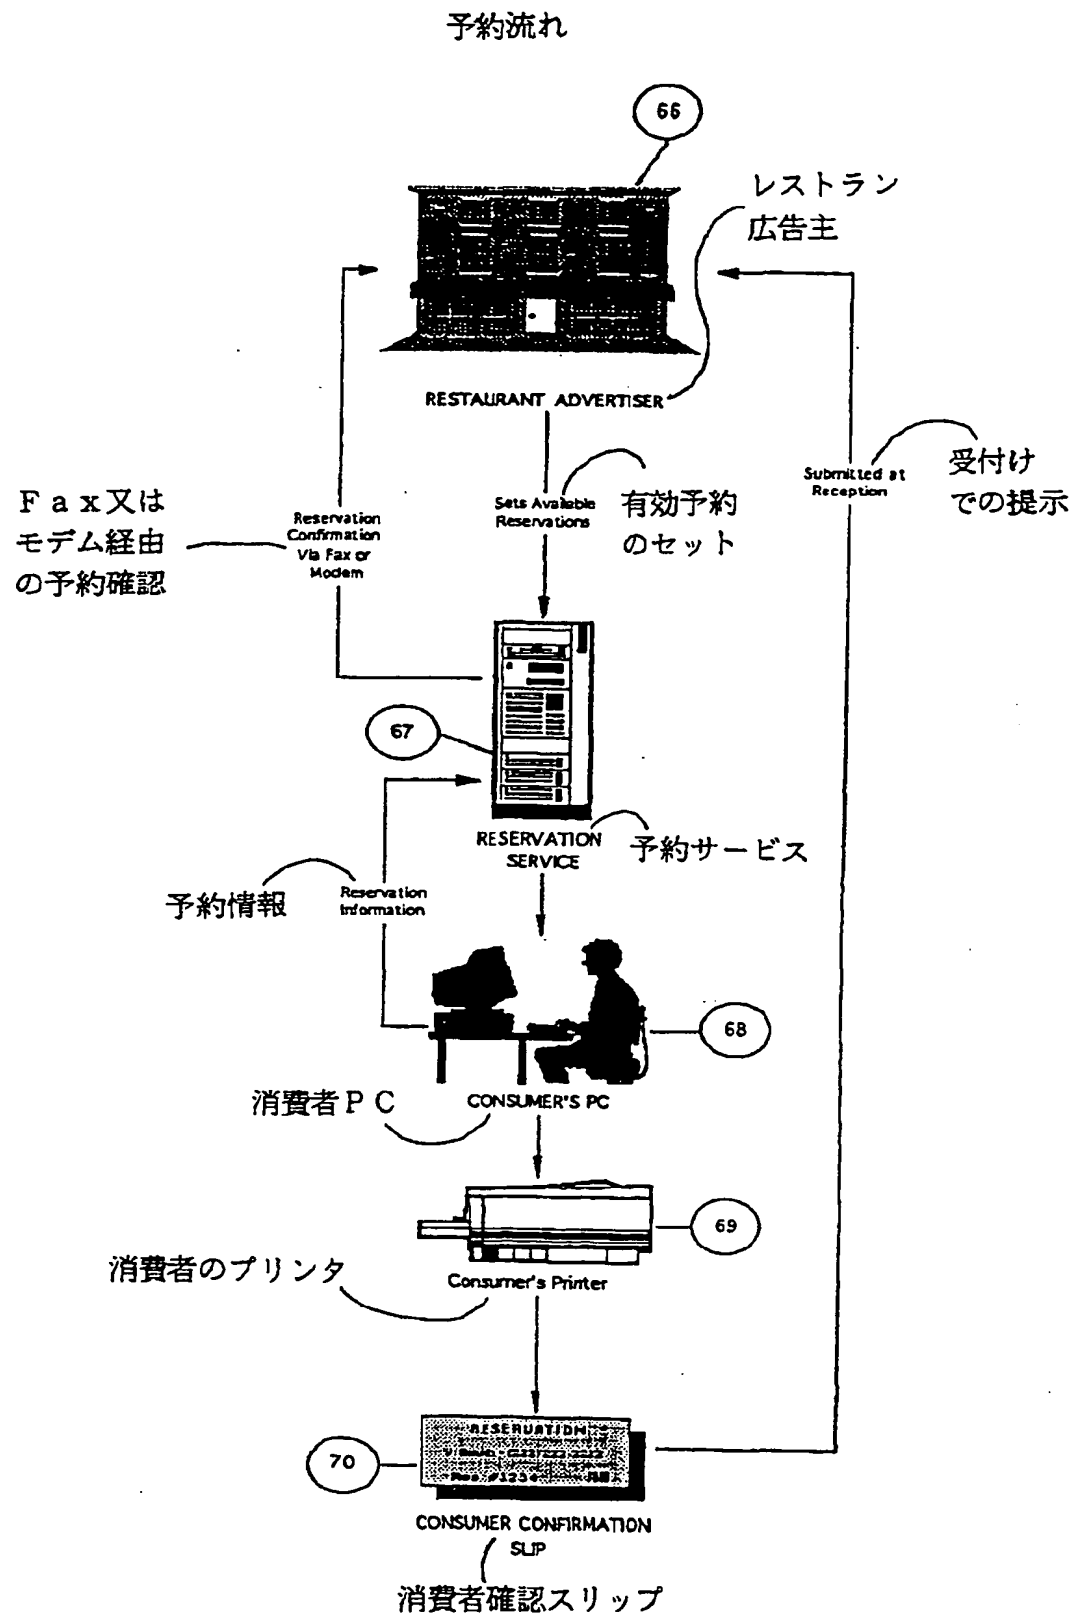 予約流れ
66
レストラン
広告主
RESTAURANT ADVERTISER
Submitted at
Reception
受付け
での提示
Sets Available
Reservations
有効予約
のセット
Fax又は
モデム経由
の予約確認
Reservation
Confirmation
Via Fax or
Modem
67
RESERVATION
SERVICE
予約サービス
予約情報
Reservation
Information
68
消費者PC
CONSUMER'S PC
69
消費者のプリンタ
Consumer's Printer
RESERVATION
70
CONSUMER CONFIRMATION
SLIP
消費者確認スリップ